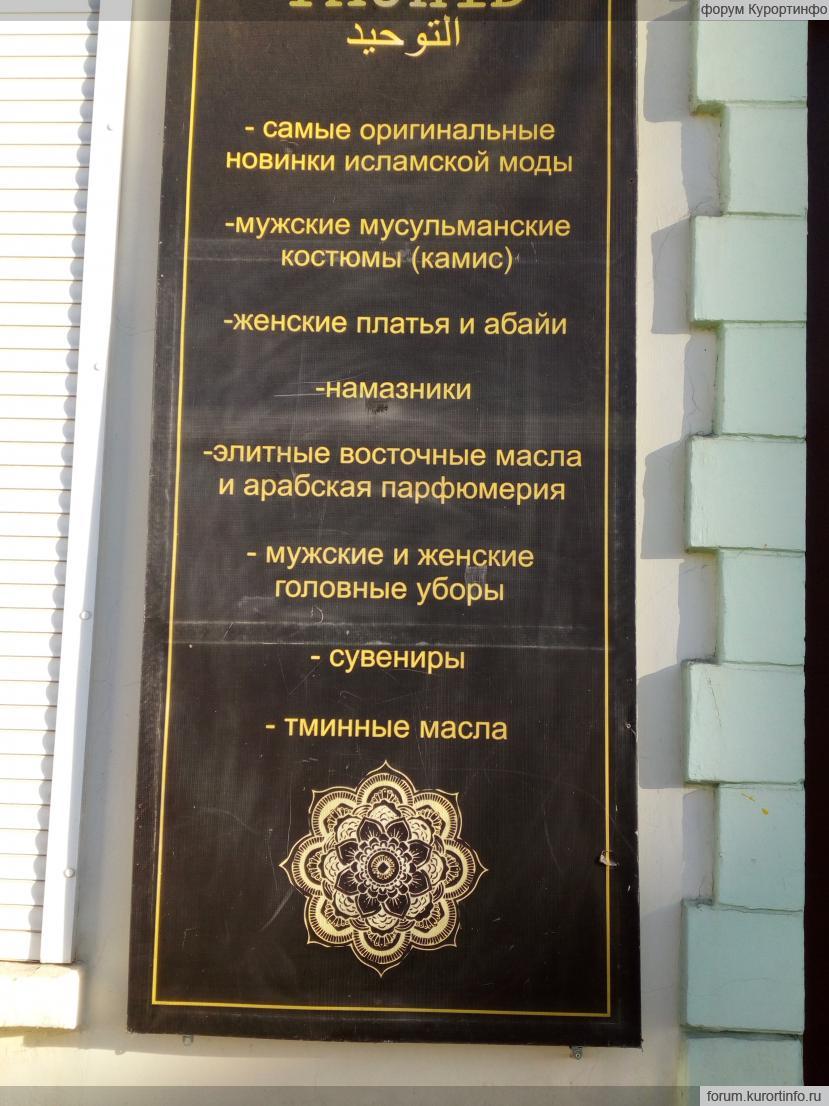 форум Курортинфо
التوحيد
- самые оригинальные
новинки исламской моды
-мужские мусульманские
костюмы (камис)
-женские платья и абайи
-намазники
-элитные восточные масла
и арабская парфюмерия
- мужские и женские
головные уборы
- сувениры
- тминные масла
forum.kurortinfo.ru